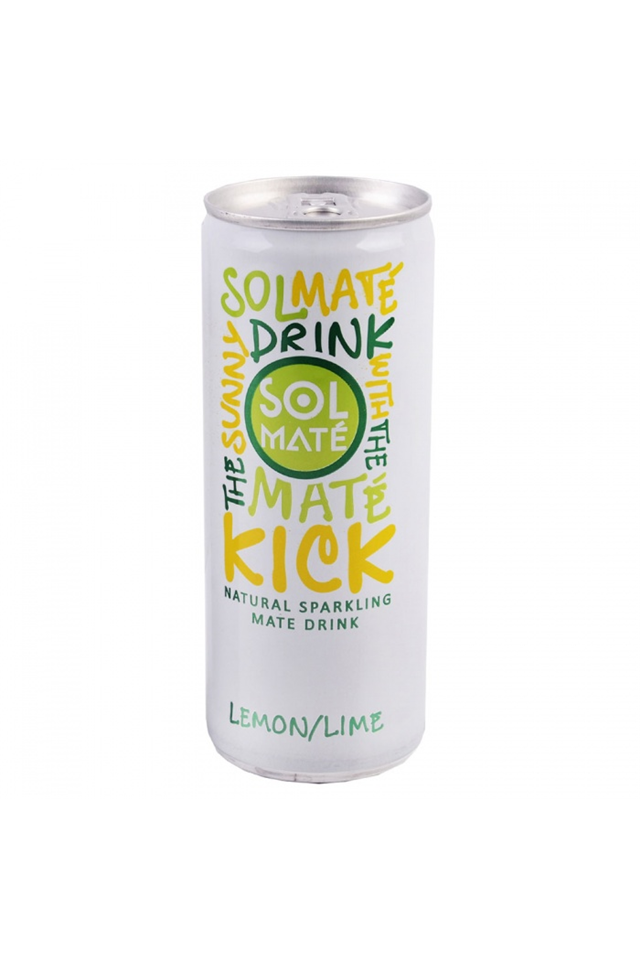 SOLMATÉ
THE SUNNY
DRINK
WITH THE
SOL
MATÉ
MATÉ
KICK
NATURAL SPARKLING
MATE DRINK
LEMON/LIME